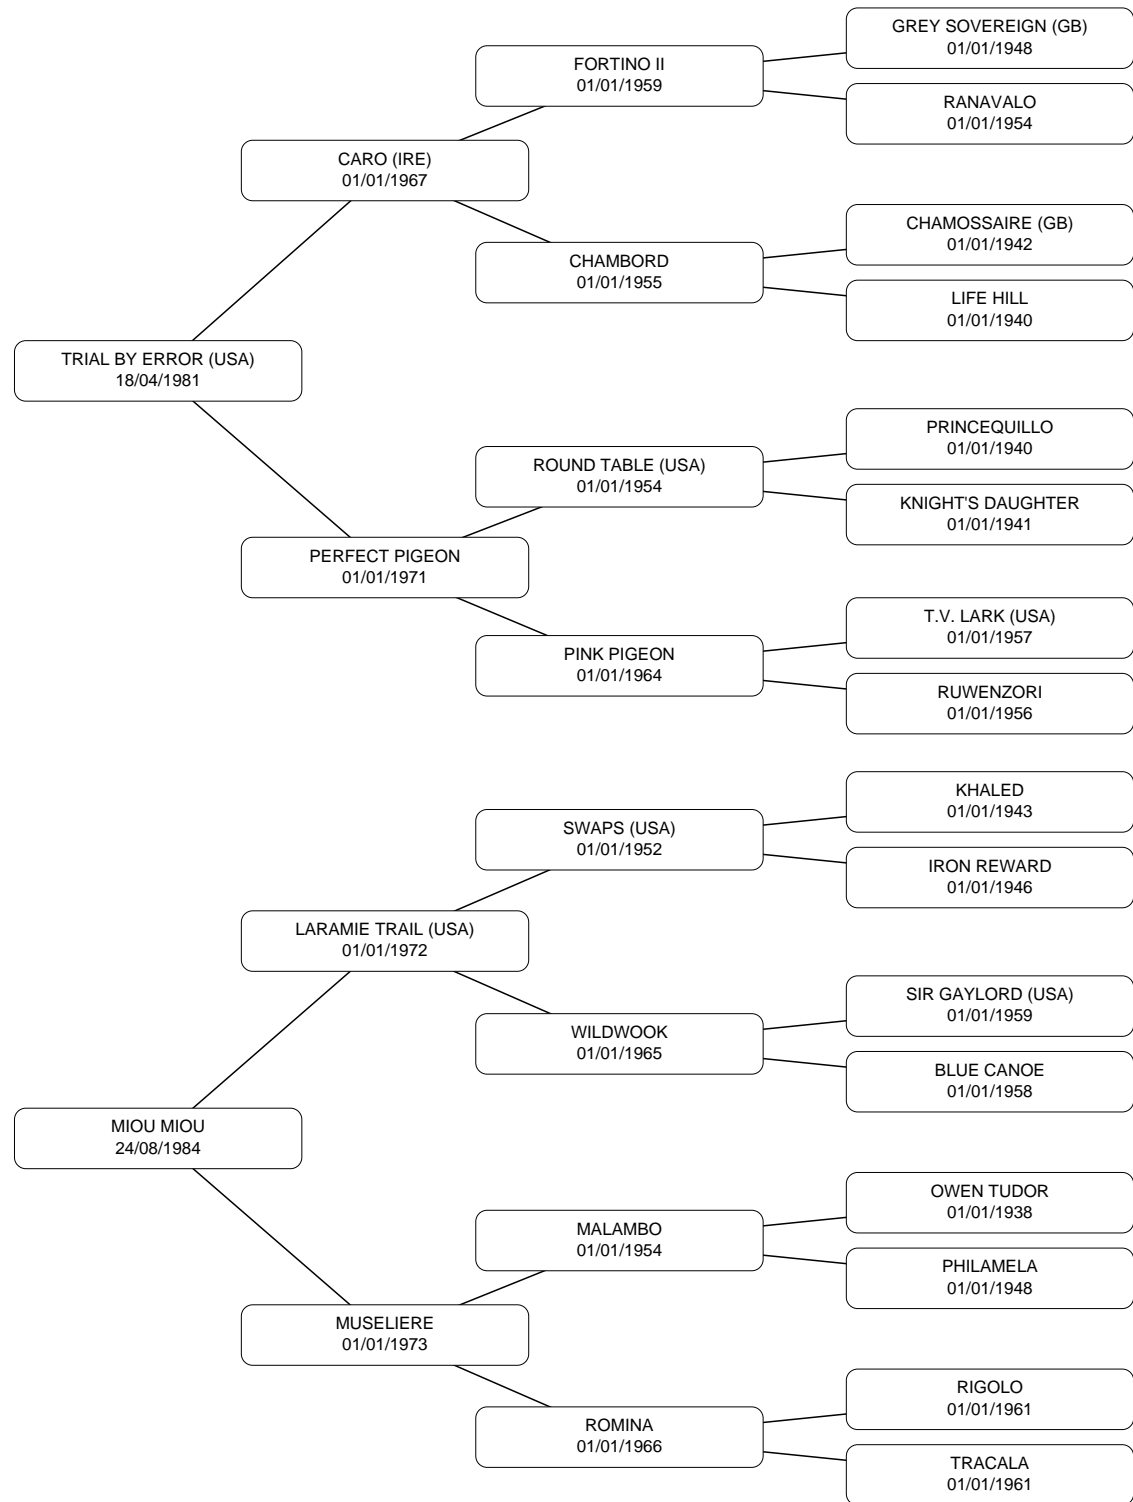 GREY SOVEREIGN (GB)
01/01/1948
FORTINO II
01/01/1959
RANAVALO
01/01/1954
CARO (IRE)
01/01/1967
CHAMOSSAIRE (GB)
01/01/1942
CHAMBORD
01/01/1955
LIFE HILL
01/01/1940
TRIAL BY ERROR (USA)
18/04/1981
PRINCEQUILLO
01/01/1940
ROUND TABLE (USA)
01/01/1954
KNIGHT'S DAUGHTER
01/01/1941
PERFECT PIGEON
01/01/1971
T.V. LARK (USA)
01/01/1957
PINK PIGEON
01/01/1964
RUWENZORI
01/01/1956
KHALED
01/01/1943
SWAPS (USA)
01/01/1952
IRON REWARD
01/01/1946
LARAMIE TRAIL (USA)
01/01/1972
SIR GAYLORD (USA)
01/01/1959
WILDWOOK
01/01/1965
BLUE CANOE
01/01/1958
MIOU MIOU
24/08/1984
OWEN TUDOR
01/01/1938
MALAMBO
01/01/1954
PHILAMELA
01/01/1948
MUSELIERE
01/01/1973
RIGOLO
01/01/1961
ROMINA
01/01/1966
TRACALA
01/01/1961